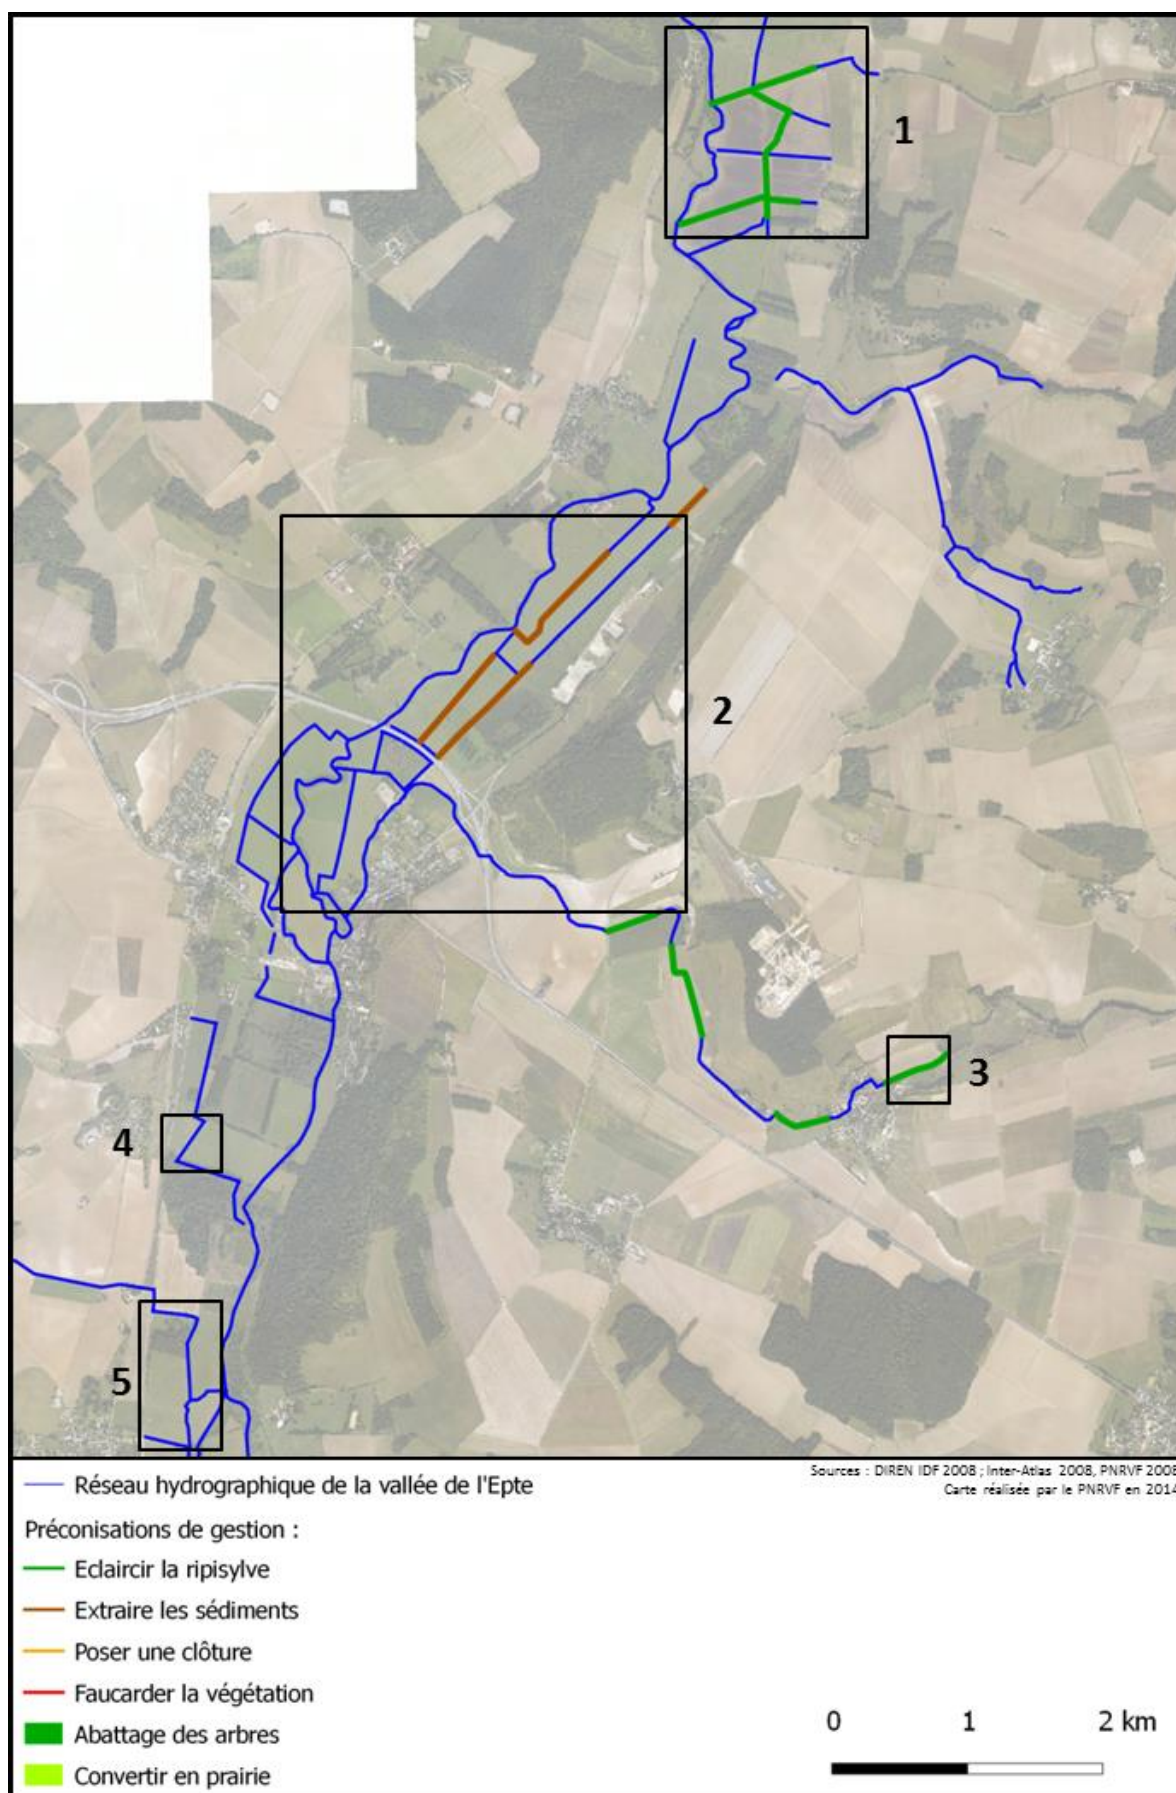 1
2
3
4
5
Sources : DIREN IDF 2008 ; Inter-Atlas 2008, PNRVF 2008
Carte réalisée par le PNRVF en 2014
Réseau hydrographique de la vallée de l'Epte
Préconisations de gestion :
Eclaircir la ripisylve
Extraire les sédiments
Poser une clôture
Faucarder la végétation
Abattage des arbres
Convertir en prairie
0 1 2 km